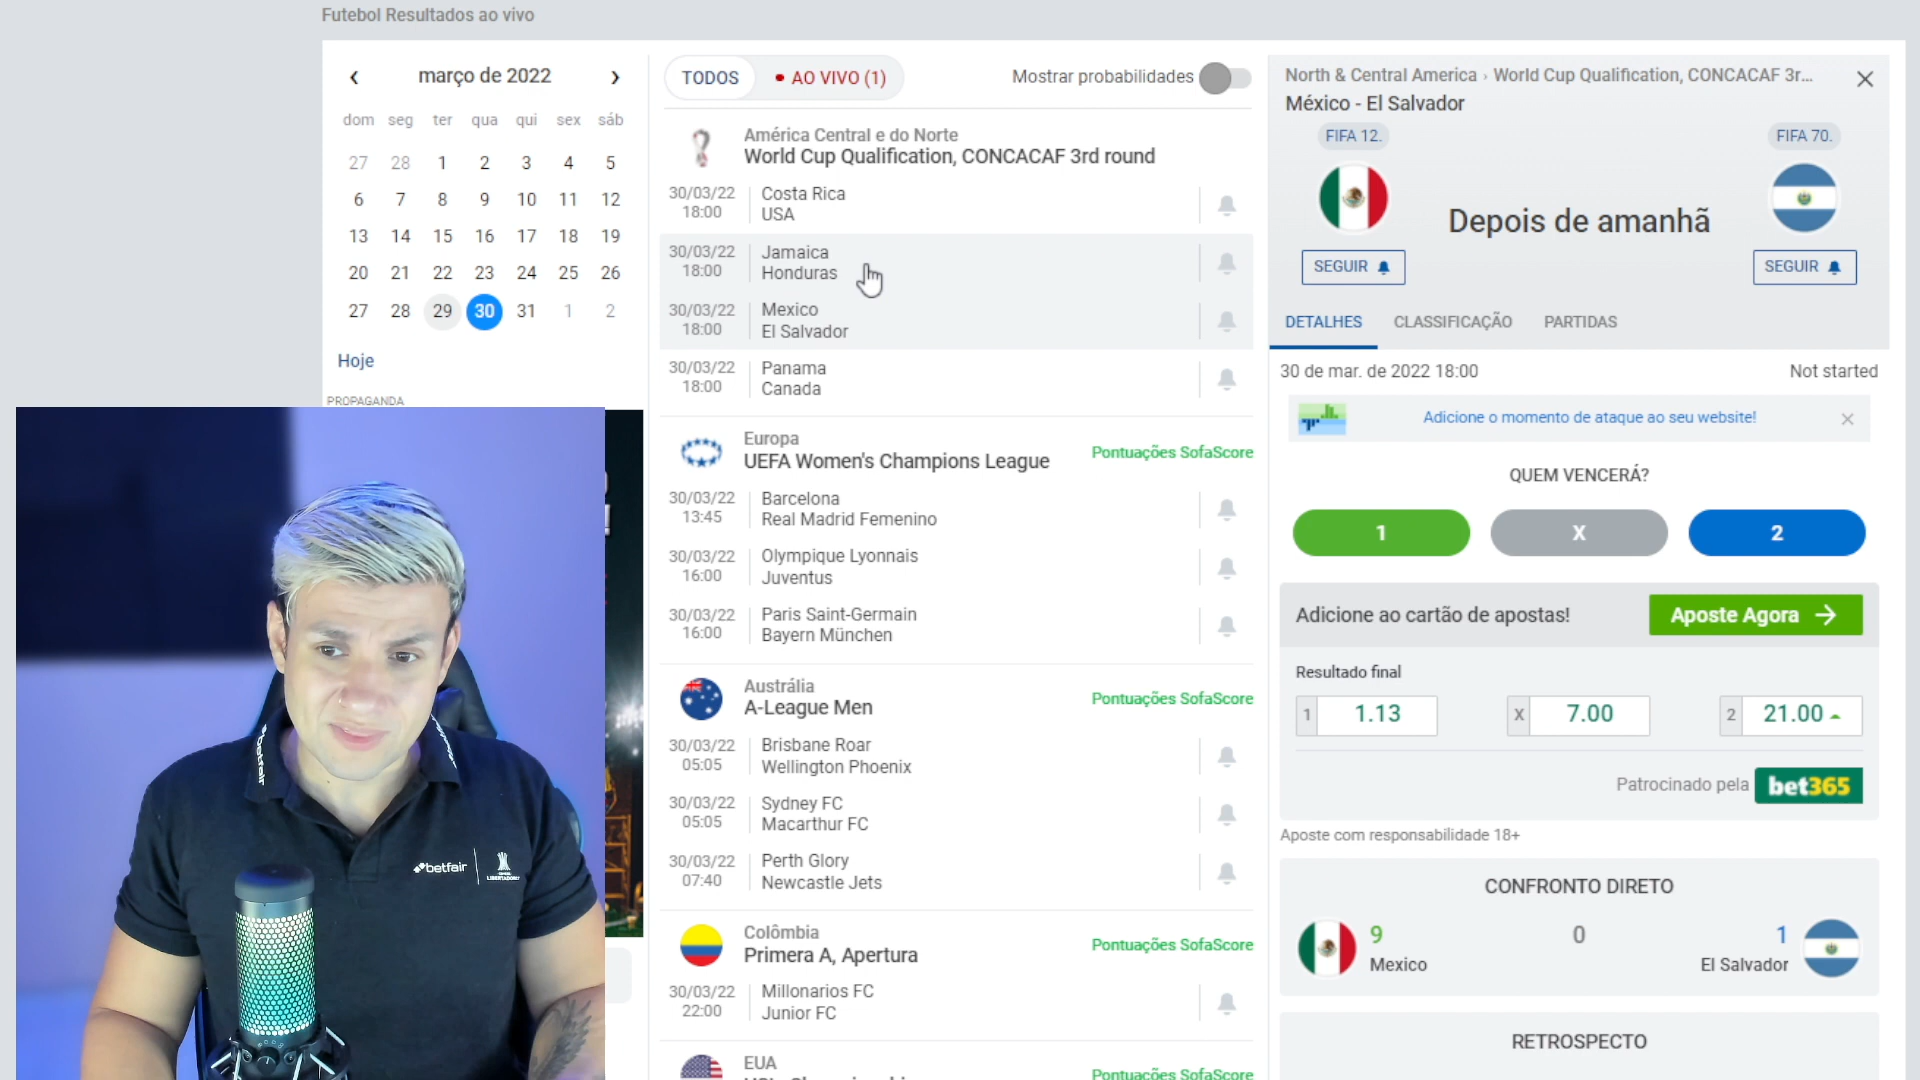 Futebol Resultados ao vivo
março de 2022
dom seg ter qua qui sex sáb
27 28 1 2 3 4 5
6 7 8 9 10 11 12
13 14 15 16 17 18 19
20 21 22 23 24 25 26
27 28 29 30 31 1 2
Hoje
PROPAGANDA
betfair
betfair
LIBERTADORES
TODOS
AO VIVO (1)
Mostrar probabilidades
América Central e do Norte
World Cup Qualification, CONCACAF 3rd round
30/03/22 Costa Rica
18:00 USA
30/03/22 Jamaica
18:00 Honduras
30/03/22 Mexico
18:00 El Salvador
30/03/22 Panama
18:00 Canada
Europa
UEFA Women's Champions League
Pontuações SofaScore
30/03/22 Barcelona
13:45 Real Madrid Femenino
30/03/22 Olympique Lyonnais
16:00 Juventus
30/03/22 Paris Saint-Germain
16:00 Bayern München
Austrália
A-League Men
Pontuações SofaScore
30/03/22 Brisbane Roar
05:05 Wellington Phoenix
30/03/22 Sydney FC
05:05 Macarthur FC
30/03/22 Perth Glory
07:40 Newcastle Jets
Colômbia
Primera A, Apertura
Pontuações SofaScore
30/03/22 Millonarios FC
22:00 Junior FC
EUA
Pontuações SofaScore
North & Central America › World Cup Qualification, CONCACAF 3r...
México - El Salvador
FIFA 12.
FIFA 70.
Depois de amanhã
SEGUIR
SEGUIR
DETALHES CLASSIFICAÇÃO PARTIDAS
30 de mar. de 2022 18:00
Not started
Adicione o momento de ataque ao seu website!
QUEM VENCERÁ?
1 X 2
Adicione ao cartão de apostas!
Aposte Agora
Resultado final
1 1.13 X 7.00 2 21.00
Patrocinado pela bet365
Aposte com responsabilidade 18+
CONFRONTO DIRETO
9 0 1
Mexico El Salvador
RETROSPECTO